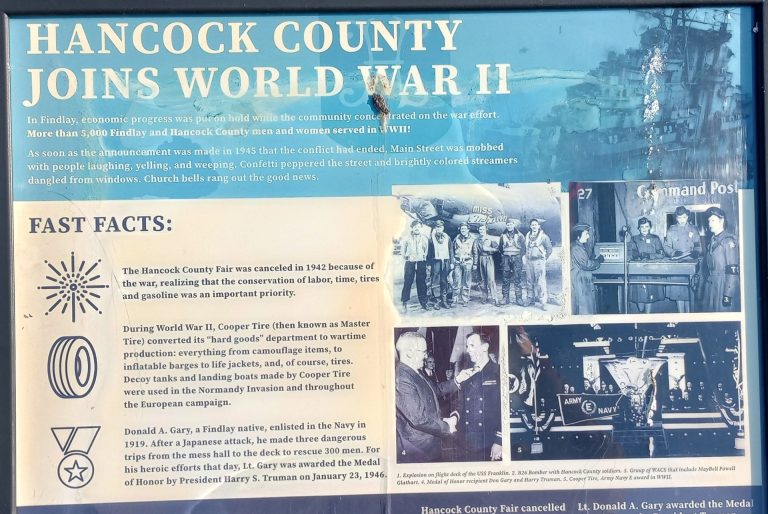 HANCOCK COUNTY
JOINS WORLD WAR II
In Findlay, economic progress was put on hold while the community concentrated on the war effort.
More than 5,000 Findlay and Hancock County men and women served in WWII!
As soon as the announcement was made in 1945 that the conflict had ended, Main Street was mobbed
with people laughing, yelling, and weeping. Confetti peppered the street and brightly colored streamers
dangled from windows. Church bells rang out the good news.
FAST FACTS:
The Hancock County Fair was canceled in 1942 because of
the war, realizing that the conservation of labor, time, tires
and gasoline was an important priority.
During World War II, Cooper Tire (then known as Master
Tire) converted its "hard goods" department to wartime
production: everything from camouflage items, to
inflatable barges to life jackets, and, of course, tires.
Decoy tanks and landing boats made by Cooper Tire
were used in the Normandy Invasion and throughout
the European campaign.
Donald A. Gary, a Findlay native, enlisted in the Navy in
1919. After a Japanese attack, he made three dangerous
trips from the mess hall to the deck to rescue 300 men. For
his heroic efforts that day, Lt. Gary was awarded the Medal
of Honor by President Harry S. Truman on January 23, 1946.
MISS
27
Command Post
3
4
ARMY E NAVY
5
1. Explosion on flight deck of the USS Franklin. 2. B26 Bomber with Hancock County soldiers. 3. Group of WACS that include MayBell Powell
Glathart. 4. Medal of Honor recipient Don Gary and Harry Truman. 5. Cooper Tire, Army Navy E award in WWII.
Hancock County Fair cancelled
Lt. Donald A. Gary awarded the Medal